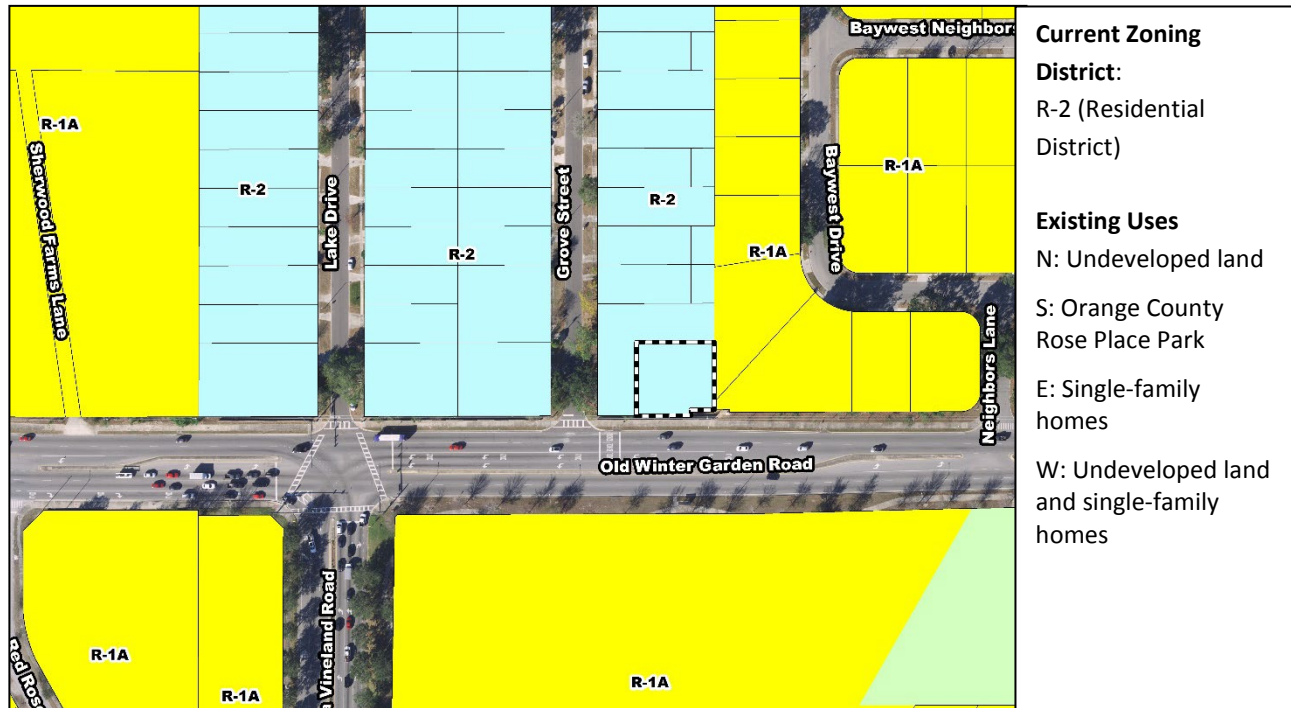 Baywest Neighbors
R-1A
Sherwood Farms Lane
R-2
Lake Drive
R-2
Grove Street
R-2
R-1A
Baywest Drive
R-1A
Neighbors Lane
Old Winter Garden Road
Red Rose
R-1A
R-1A
Vineland Road
R-1A
Current Zoning
District:
R-2 (Residential
District)
Existing Uses
N: Undeveloped land
S: Orange County
Rose Place Park
E: Single-family
homes
W: Undeveloped land
and single-family
homes